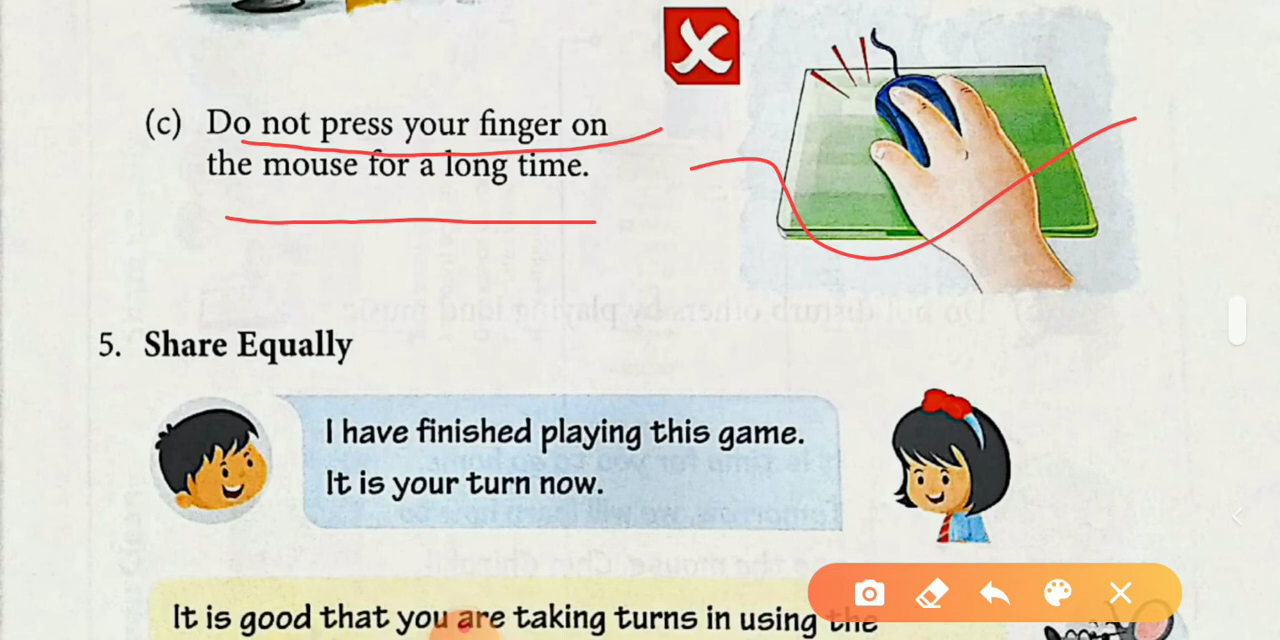 (c) Do not press your finger on
the mouse for a long time.
5. Share Equally
I have finished playing this game.
It is your turn now.
It is good that you are taking turns in using the